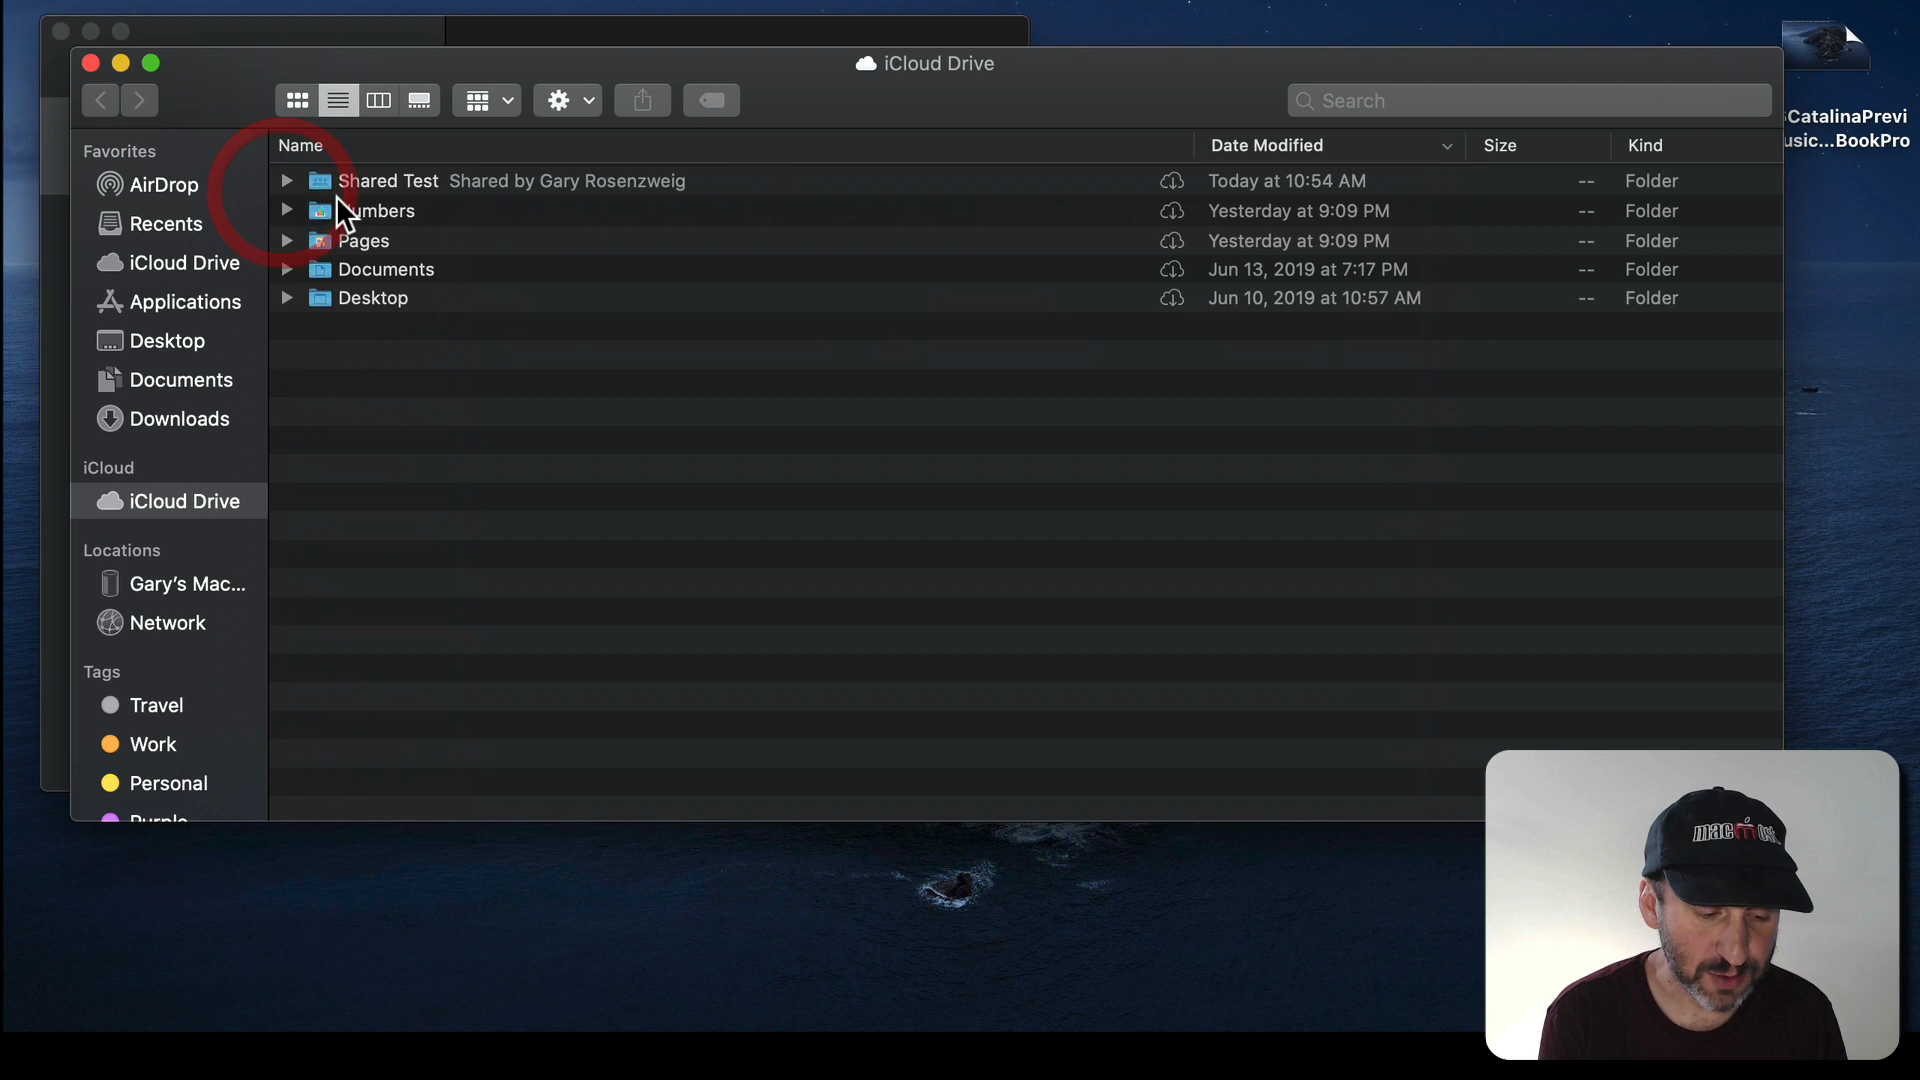 iCloud Drive
Search
CatalinaPrevi
usic...BookPro
Favorites
AirDrop
Recents
iCloud Drive
Applications
Desktop
Documents
Downloads
iCloud
iCloud Drive
Locations
Gary's Mac...
Network
Tags
Travel
Work
Personal
Purple
Name Date Modified Size Kind
Shared Test Shared by Gary Rosenzweig Today at 10:54 AM -- Folder
umbers Yesterday at 9:09 PM -- Folder
Pages Yesterday at 9:09 PM -- Folder
Documents Jun 13, 2019 at 7:17 PM -- Folder
Desktop Jun 10, 2019 at 10:57 AM -- Folder
macmost